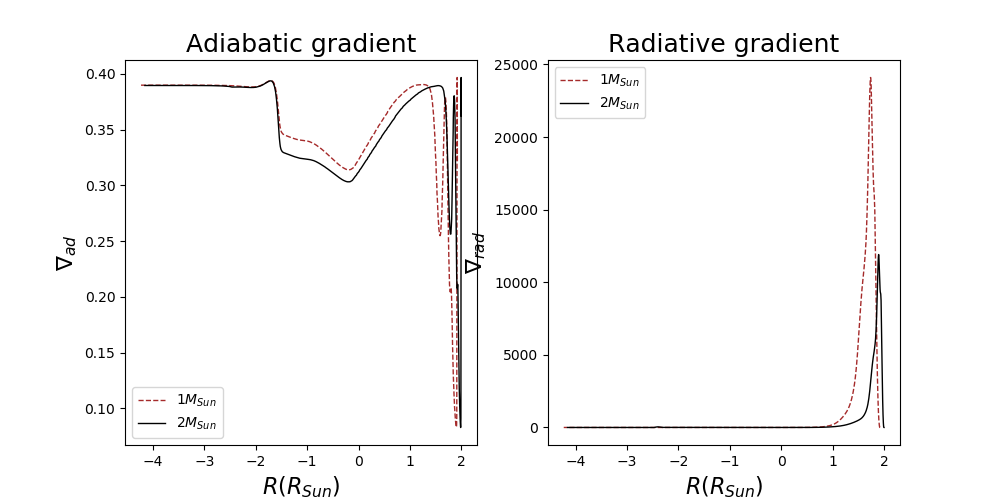 Adiabatic gradient
0.40
0.35
0.30
0.25
0.20
0.15
0.10
∇ad
1MSun
2MSun
−4 −3 −2 −1 0 1 2
R(RSun)
Radiative gradient
25000
20000
15000
10000
5000
0
∇rad
1MSun
2MSun
−4 −3 −2 −1 0 1 2
R(RSun)